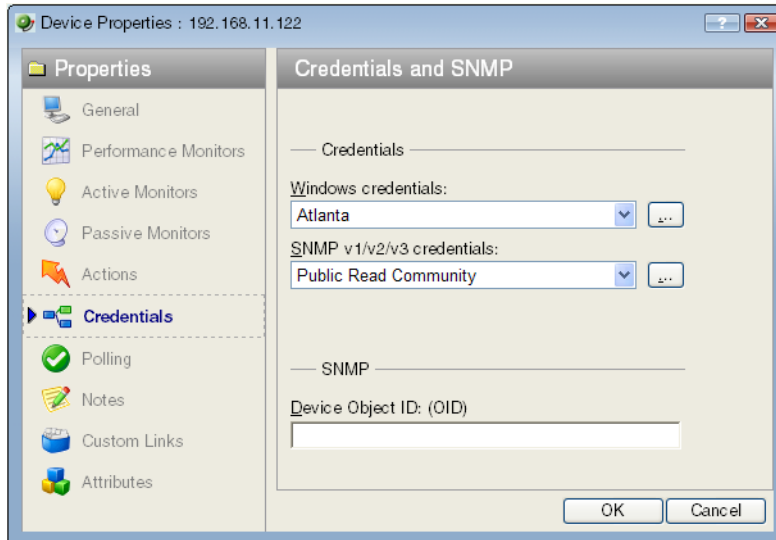 Device Properties : 192.168.11.122
Properties
General
Performance Monitors
Active Monitors
Passive Monitors
Actions
Credentials
Polling
Notes
Custom Links
Attributes
Credentials and SNMP
Credentials
Windows credentials:
Atlanta
...
SNMP v1/v2/v3 credentials:
Public Read Community
...
SNMP
Device Object ID: (OID)
OK
Cancel